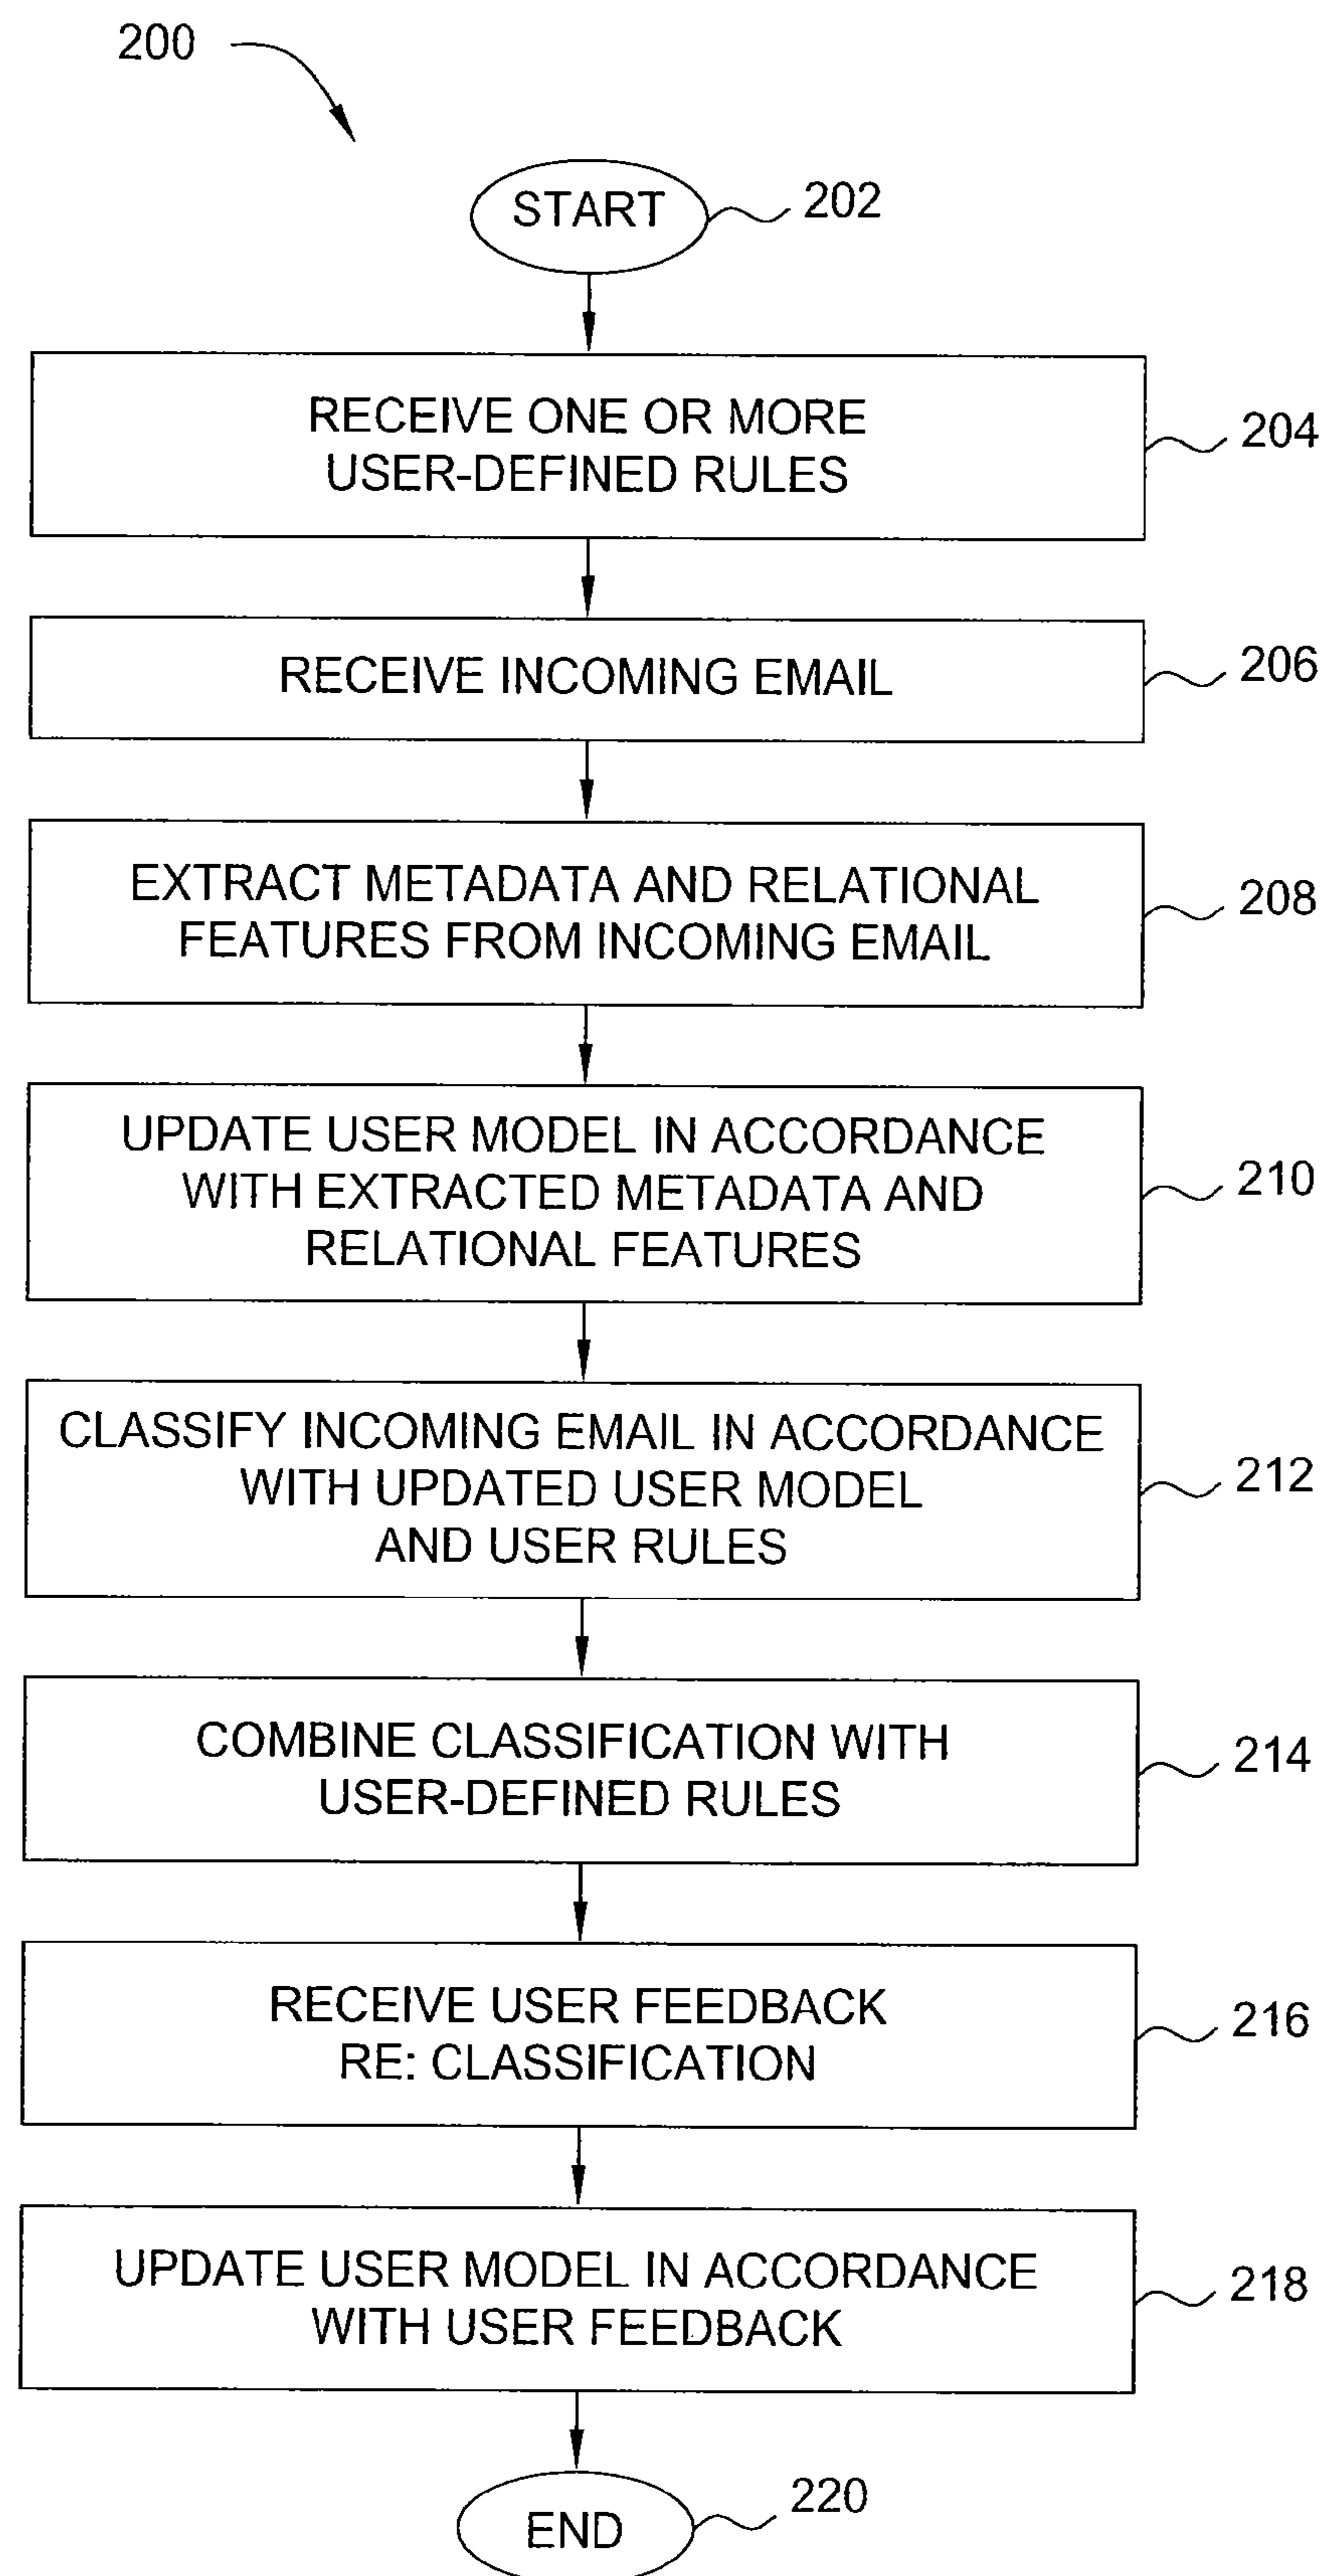 200
START
202
RECEIVE ONE OR MORE
USER-DEFINED RULES
204
RECEIVE INCOMING EMAIL
206
EXTRACT METADATA AND RELATIONAL
FEATURES FROM INCOMING EMAIL
208
UPDATE USER MODEL IN ACCORDANCE
WITH EXTRACTED METADATA AND
RELATIONAL FEATURES
210
CLASSIFY INCOMING EMAIL IN ACCORDANCE
WITH UPDATED USER MODEL
AND USER RULES
212
COMBINE CLASSIFICATION WITH
USER-DEFINED RULES
214
RECEIVE USER FEEDBACK
RE: CLASSIFICATION
216
UPDATE USER MODEL IN ACCORDANCE
WITH USER FEEDBACK
218
END
220